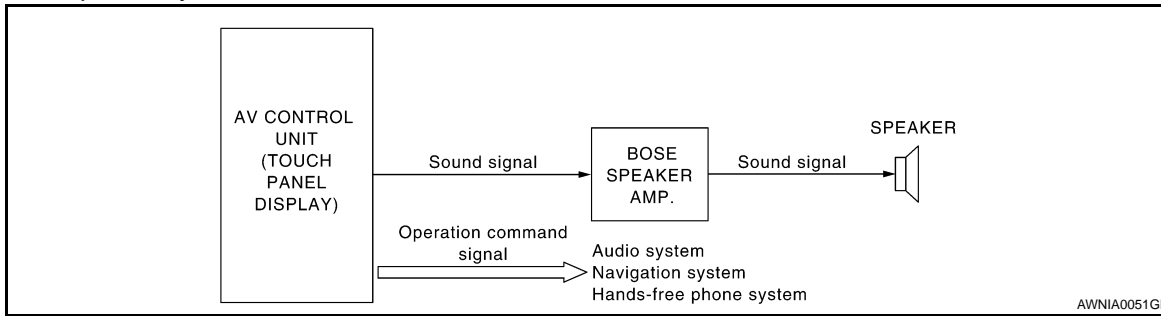 AV CONTROL
UNIT
(TOUCH
PANEL
DISPLAY)
Sound signal
BOSE
SPEAKER
AMP.
Sound signal
SPEAKER
Operation command
signal
Audio system
Navigation system
Hands-free phone system